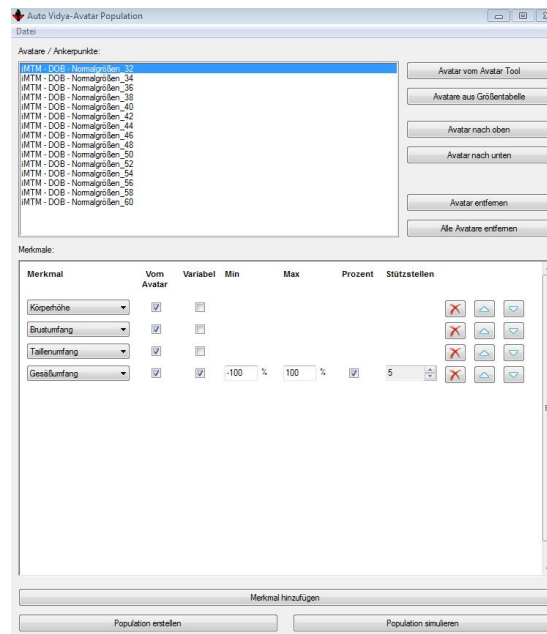 Auto Vidya-Avatar Population
Datei
Avatare / Ankerpunkte:
iMTM - DOB - Normalgrößen_32
iMTM - DOB - Normalgrößen_34
iMTM - DOB - Normalgrößen_36
iMTM - DOB - Normalgrößen_38
iMTM - DOB - Normalgrößen_40
iMTM - DOB - Normalgrößen_42
iMTM - DOB - Normalgrößen_44
iMTM - DOB - Normalgrößen_46
iMTM - DOB - Normalgrößen_48
iMTM - DOB - Normalgrößen_50
iMTM - DOB - Normalgrößen_52
iMTM - DOB - Normalgrößen_54
iMTM - DOB - Normalgrößen_56
iMTM - DOB - Normalgrößen_58
iMTM - DOB - Normalgrößen_60
Avatar vom Avatar Tool
Avatare aus Größentabelle
Avatar nach oben
Avatar nach unten
Avatar entfernen
Alle Avatare entfernen
Merkmale:
Merkmal Vom Avatar Variabel Min Max Prozent Stützstellen
Körperhöhe
Brustumfang
Taillenumfang
Gesäßumfang -100 % 100 % 5
Merkmal hinzufügen
Population erstellen Population simulieren